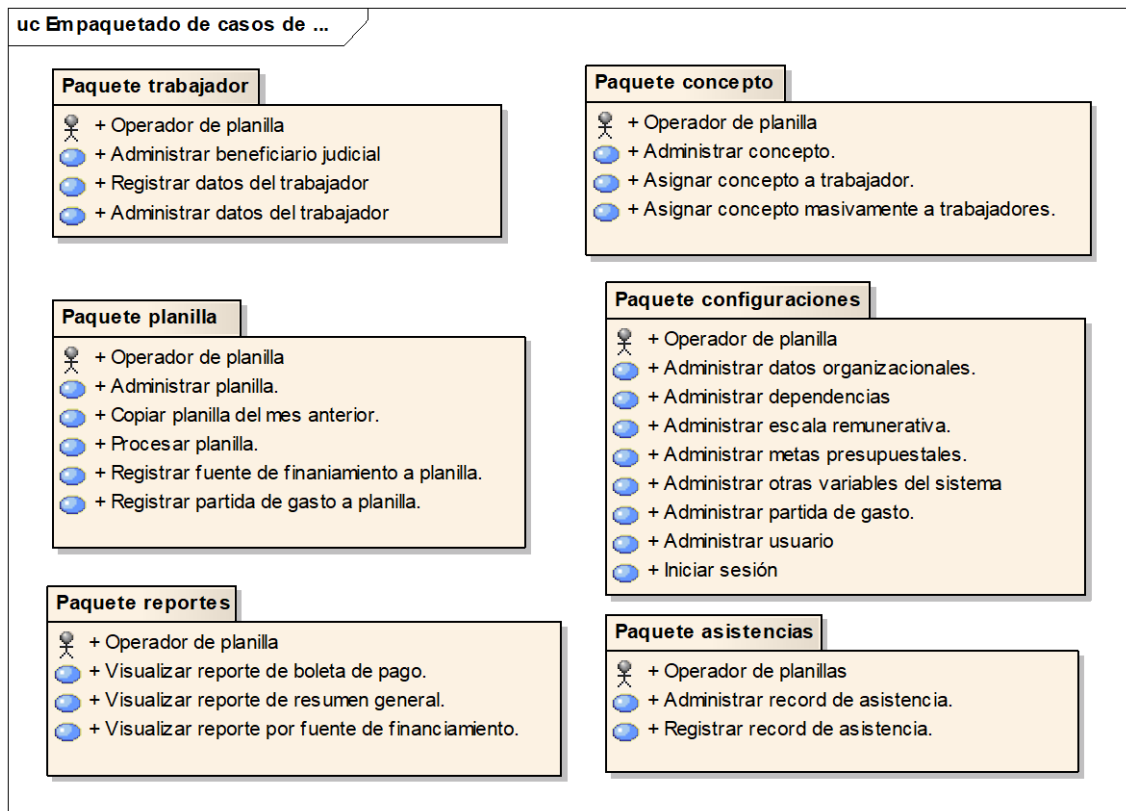 uc Empaquetado de casos de ...
Paquete trabajador
+ Operador de planilla
+ Administrar beneficiario judicial
+ Registrar datos del trabajador
+ Administrar datos del trabajador
Paquete concepto
+ Operador de planilla
+ Administrar concepto.
+ Asignar concepto a trabajador.
+ Asignar concepto masivamente a trabajadores.
Paquete planilla
+ Operador de planilla
+ Administrar planilla.
+ Copiar planilla del mes anterior.
+ Procesar planilla.
+ Registrar fuente de finaniamiento a planilla.
+ Registrar partida de gasto a planilla.
Paquete configuraciones
+ Operador de planilla
+ Administrar datos organizacionales.
+ Administrar dependencias
+ Administrar escala remunerativa.
+ Administrar metas presupuestales.
+ Administrar otras variables del sistema
+ Administrar partida de gasto.
+ Administrar usuario
+ Iniciar sesión
Paquete reportes
+ Operador de planilla
+ Visualizar reporte de boleta de pago.
+ Visualizar reporte de resumen general.
+ Visualizar reporte por fuente de financiamiento.
Paquete asistencias
+ Operador de planillas
+ Administrar record de asistencia.
+ Registrar record de asistencia.